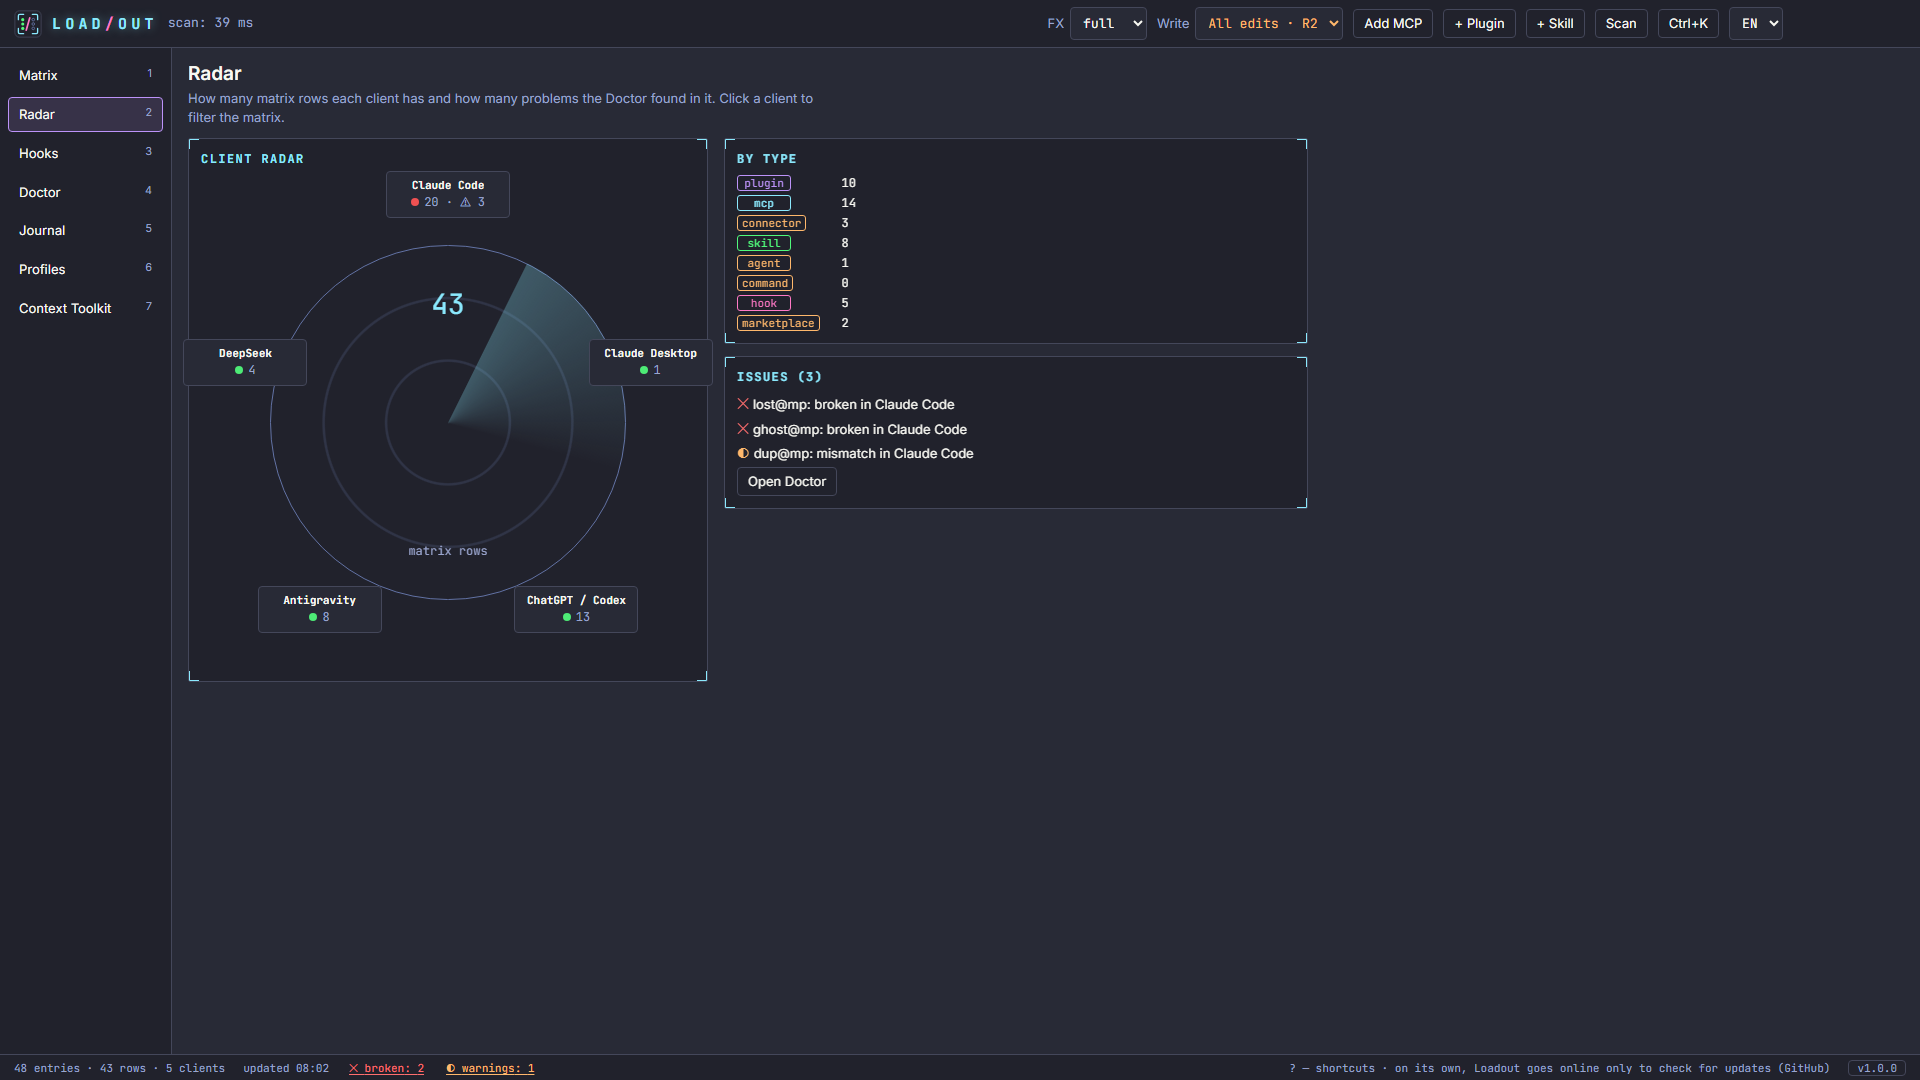 LOAD/OUT scan: 39 ms FX full Write All edits · R2 Add MCP + Plugin + Skill Scan Ctrl+K EN
Matrix 1
Radar 2
Hooks 3
Doctor 4
Journal 5
Profiles 6
Context Toolkit 7
Radar
How many matrix rows each client has and how many problems the Doctor found in it. Click a client to
filter the matrix.
CLIENT RADAR
Claude Code
20 · ⚠ 3
43
DeepSeek
4
Claude Desktop
1
matrix rows
Antigravity
8
ChatGPT / Codex
13
BY TYPE
plugin 10
mcp 14
connector 3
skill 8
agent 1
command 0
hook 5
marketplace 2
ISSUES (3)
lost@mp: broken in Claude Code
ghost@mp: broken in Claude Code
dup@mp: mismatch in Claude Code
Open Doctor
48 entries · 43 rows · 5 clients updated 08:02 broken: 2 warnings: 1 ? — shortcuts · on its own, Loadout goes online only to check for updates (GitHub) v1.0.0